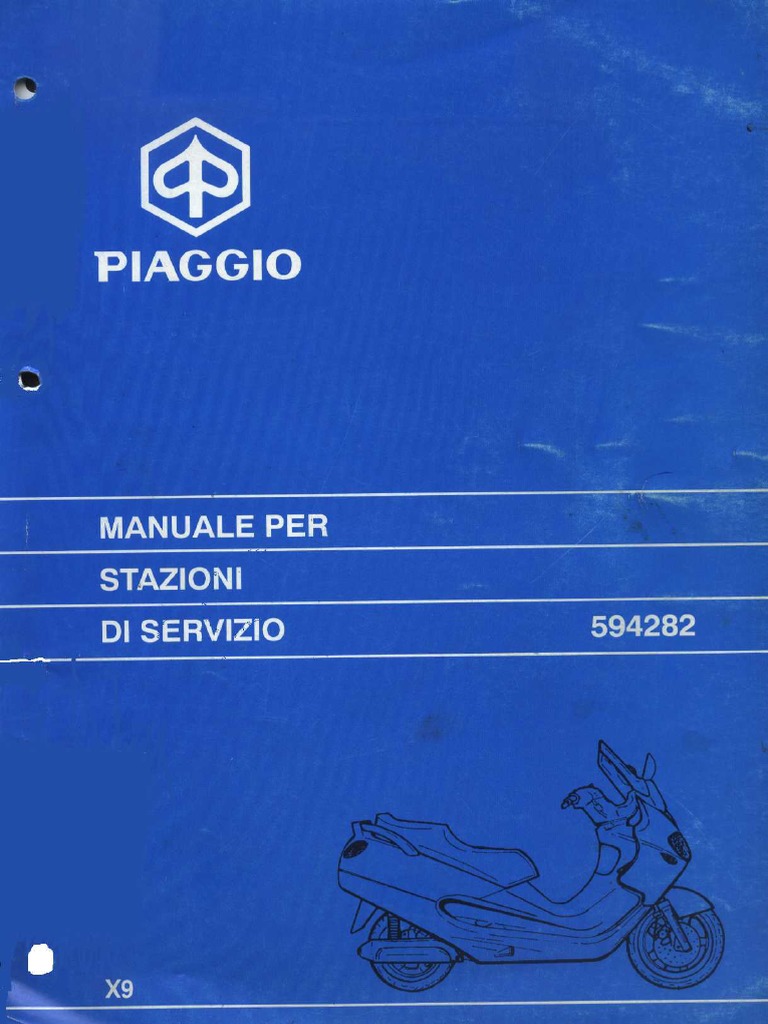 PIAGGIO
MANUALE PER
STAZIONI
DI SERVIZIO 594282
X9